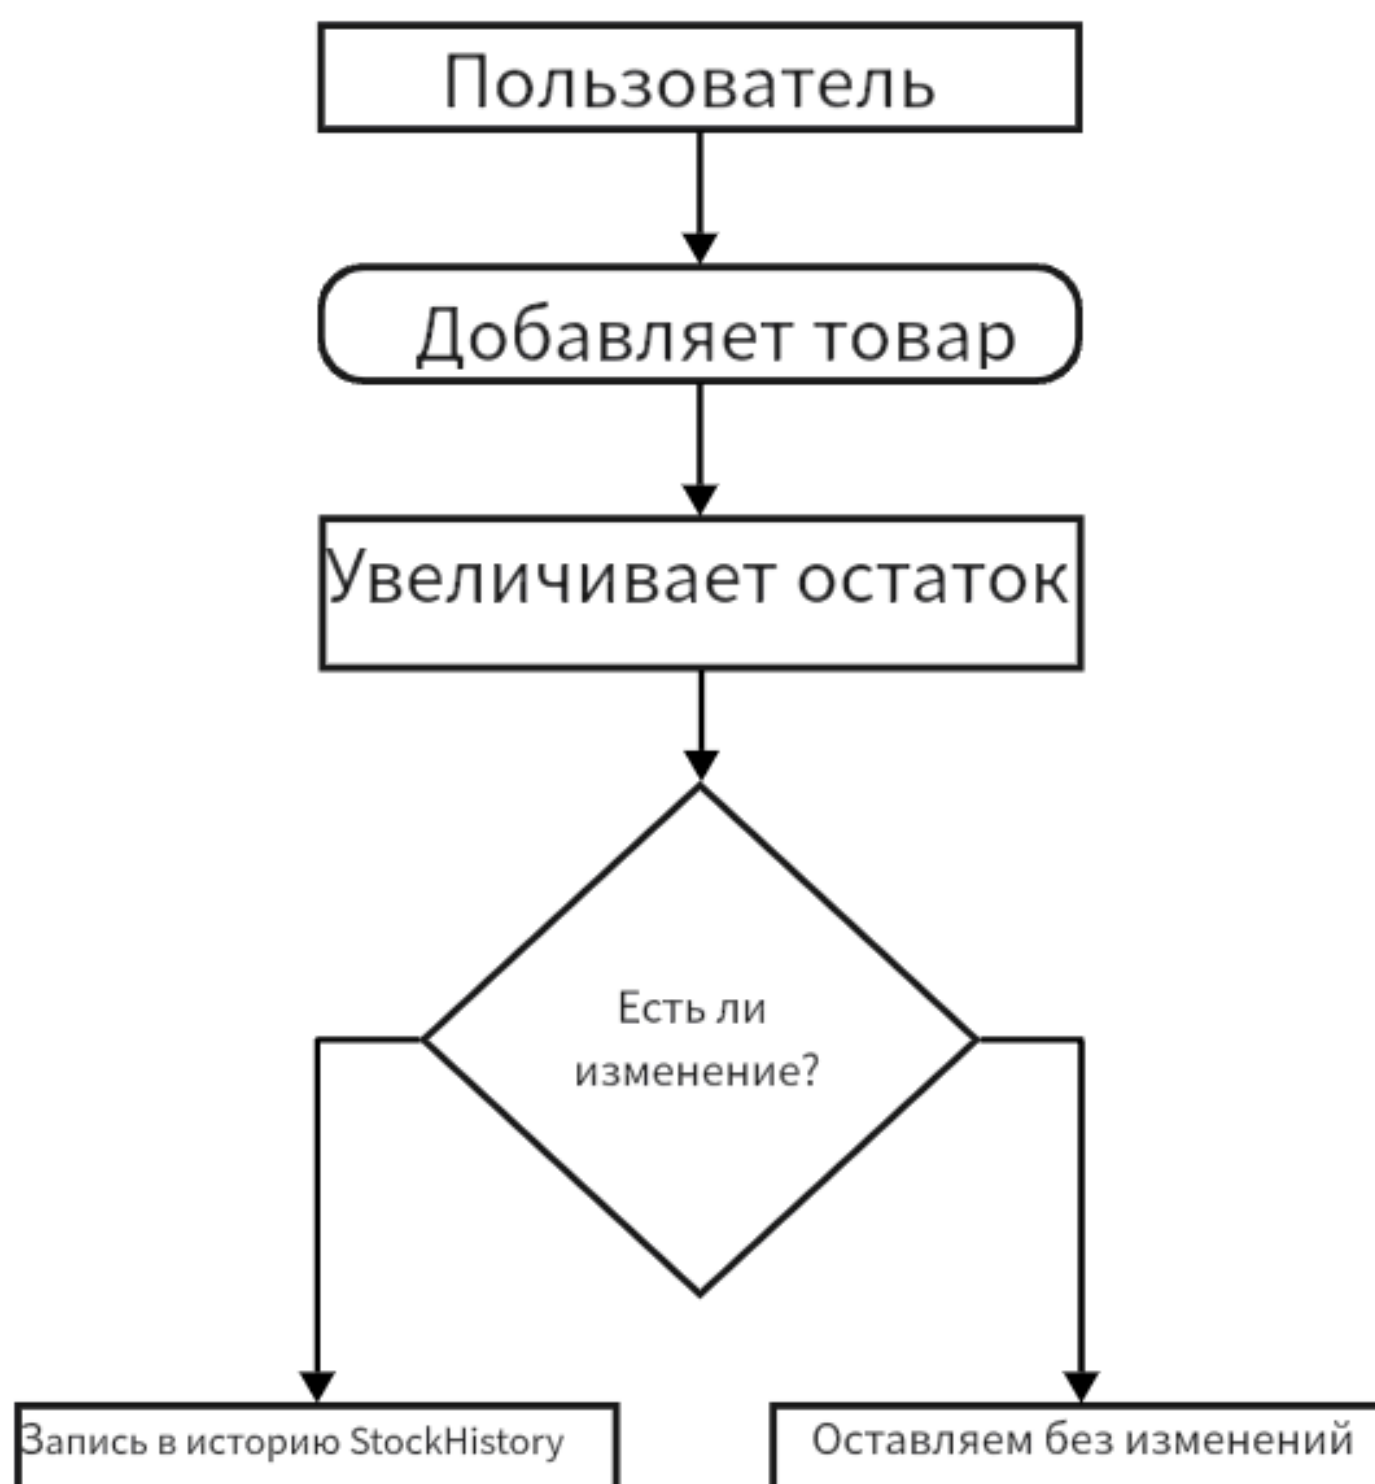 Пользователь
Добавляет товар
Увеличивает остаток
Есть ли
изменение?
Запись в историю StockHistory
Оставляем без изменений